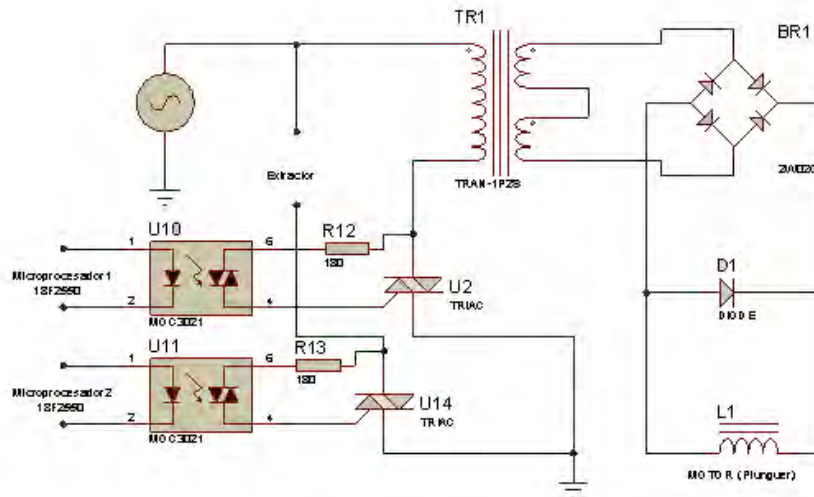 TR1
BR1
TRAN-1P2S
Extractor
U10
1
6
R12
180
Microprocesador1
18F2550
2
4
MOC3021
U2
TRIAC
D1
DIODE
U11
1
6
R13
180
Microprocesador2
18F2550
2
4
MOC3021
U14
TRIAC
L1
MOTOR (Plunguer)